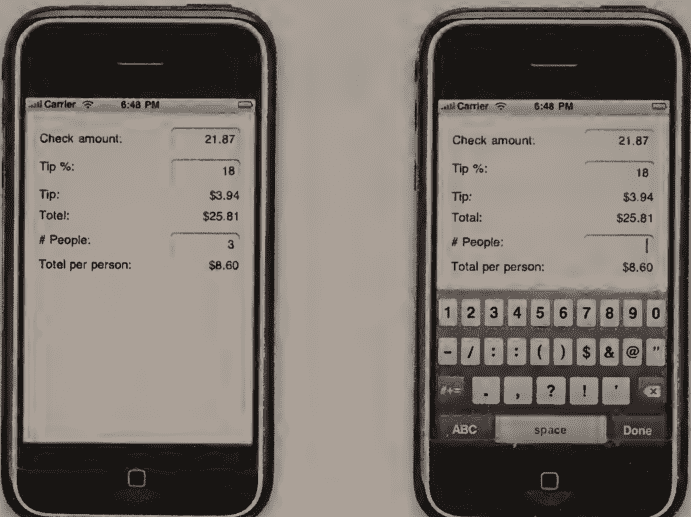 Carrier 6:48 PM
Check amount: 21.87
Tip %: 18
Tip: $3.94
Totel: $25.81
# People: 3
Totel per person: $8.60
Carrier 6:48 PM
Check amount: 21.87
Tip %: 18
Tip: $3.94
Total: $25.81
# People:
Total per person: $8.60
1 2 3 4 5 6 7 8 9 0
- / : : ( ) $ & @ "
#+= . , ? ! '
ABC space Done